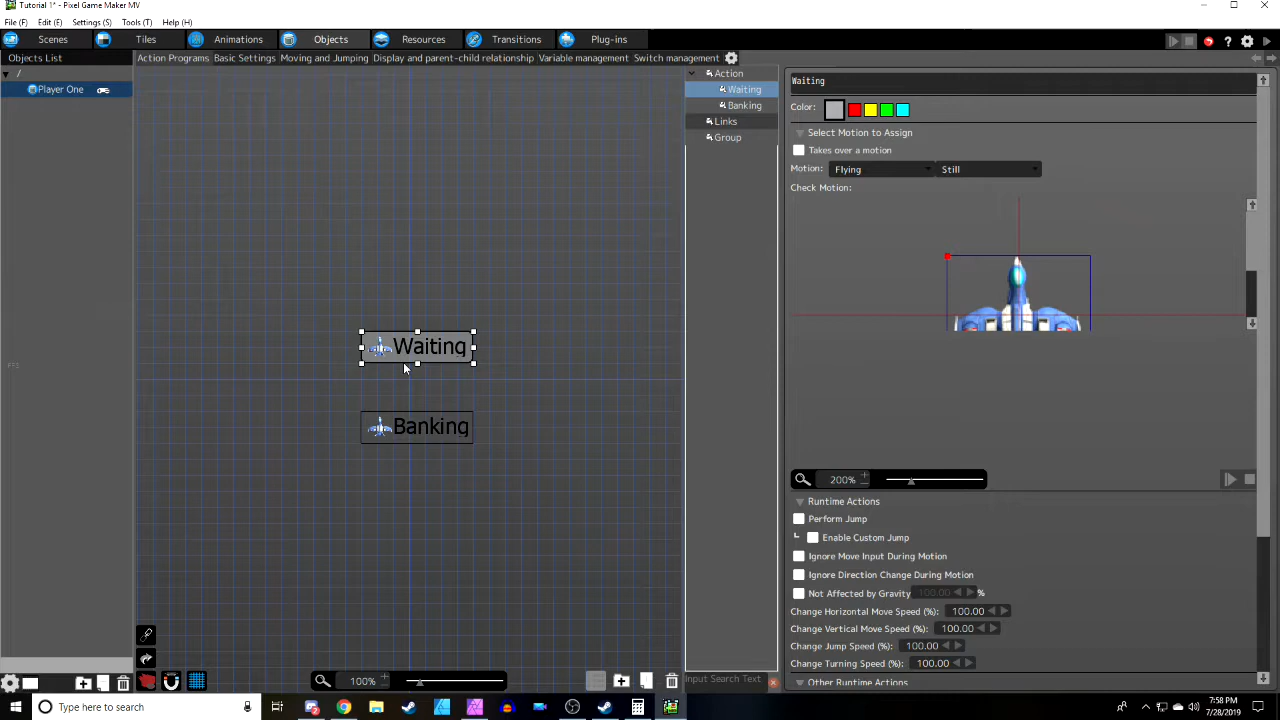 Tutorial 1* - Pixel Game Maker MV
File (F) Edit (E) Settings (S) Tools (T) Help (H)
Scenes Tiles Animations Objects Resources Transitions Plug-ins
Objects List
Action Programs Basic Settings Moving and Jumping Display and parent-child relationship Variable management Switch management
/
Player One
Action
Waiting
Banking
Links
Group
Waiting
Color:
Select Motion to Assign
Takes over a motion
Motion: Flying Still
Check Motion:
Waiting
Banking
FPS
200%
Runtime Actions
Perform Jump
Enable Custom Jump
Ignore Move Input During Motion
Ignore Direction Change During Motion
Not Affected by Gravity 100.00 %
Change Horizontal Move Speed (%): 100.00
Change Vertical Move Speed (%): 100.00
Change Jump Speed (%): 100.00
Change Turning Speed (%): 100.00
Other Runtime Actions
100%
Input Search Text
Type here to search
7:58 PM
7/28/2019